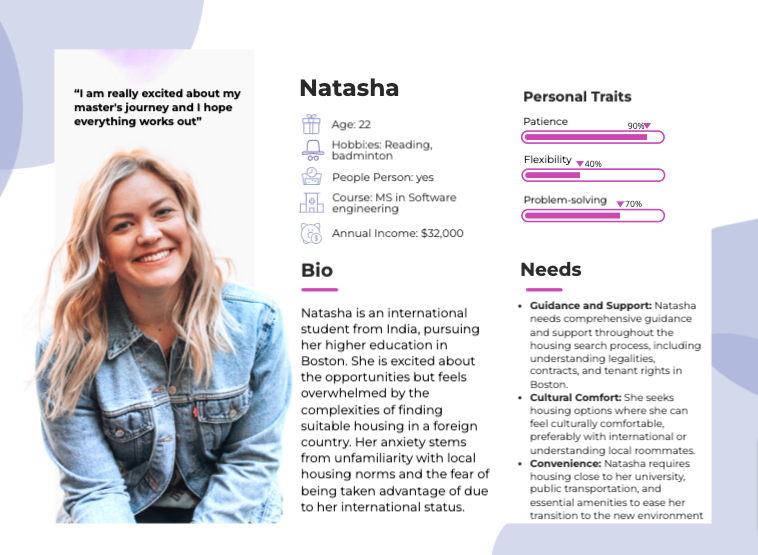 “I am really excited about my
master's journey and I hope
everything works out”
Natasha
Age: 22
Hobbies: Reading,
badminton
People Person: yes
Course: MS in Software
engineering
Annual Income: $32,000
Bio
Natasha is an international
student from India, pursuing
her higher education in
Boston. She is excited about
the opportunities but feels
overwhelmed by the
complexities of finding
suitable housing in a foreign
country. Her anxiety stems
from unfamiliarity with local
housing norms and the fear of
being taken advantage of due
to her international status.
Personal Traits
Patience
90%
Flexibility
40%
Problem-solving
70%
Needs
• Guidance and Support: Natasha
needs comprehensive guidance
and support throughout the
housing search process, including
understanding legalities,
contracts, and tenant rights in
Boston.
• Cultural Comfort: She seeks
housing options where she can
feel culturally comfortable,
preferably with international or
understanding local roommates.
• Convenience: Natasha requires
housing close to her university,
public transportation, and
essential amenities to ease her
transition to the new environment